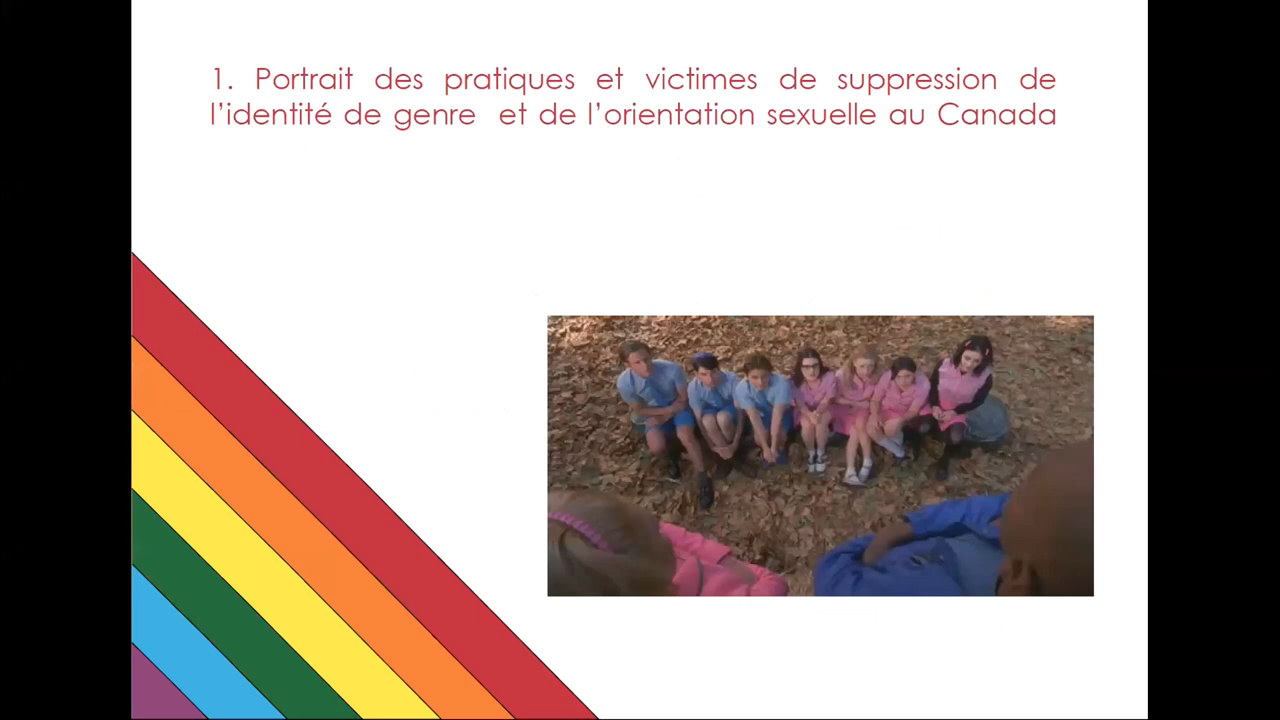 1. Portrait des pratiques et victimes de suppression de
l’identité de genre et de l’orientation sexuelle au Canada